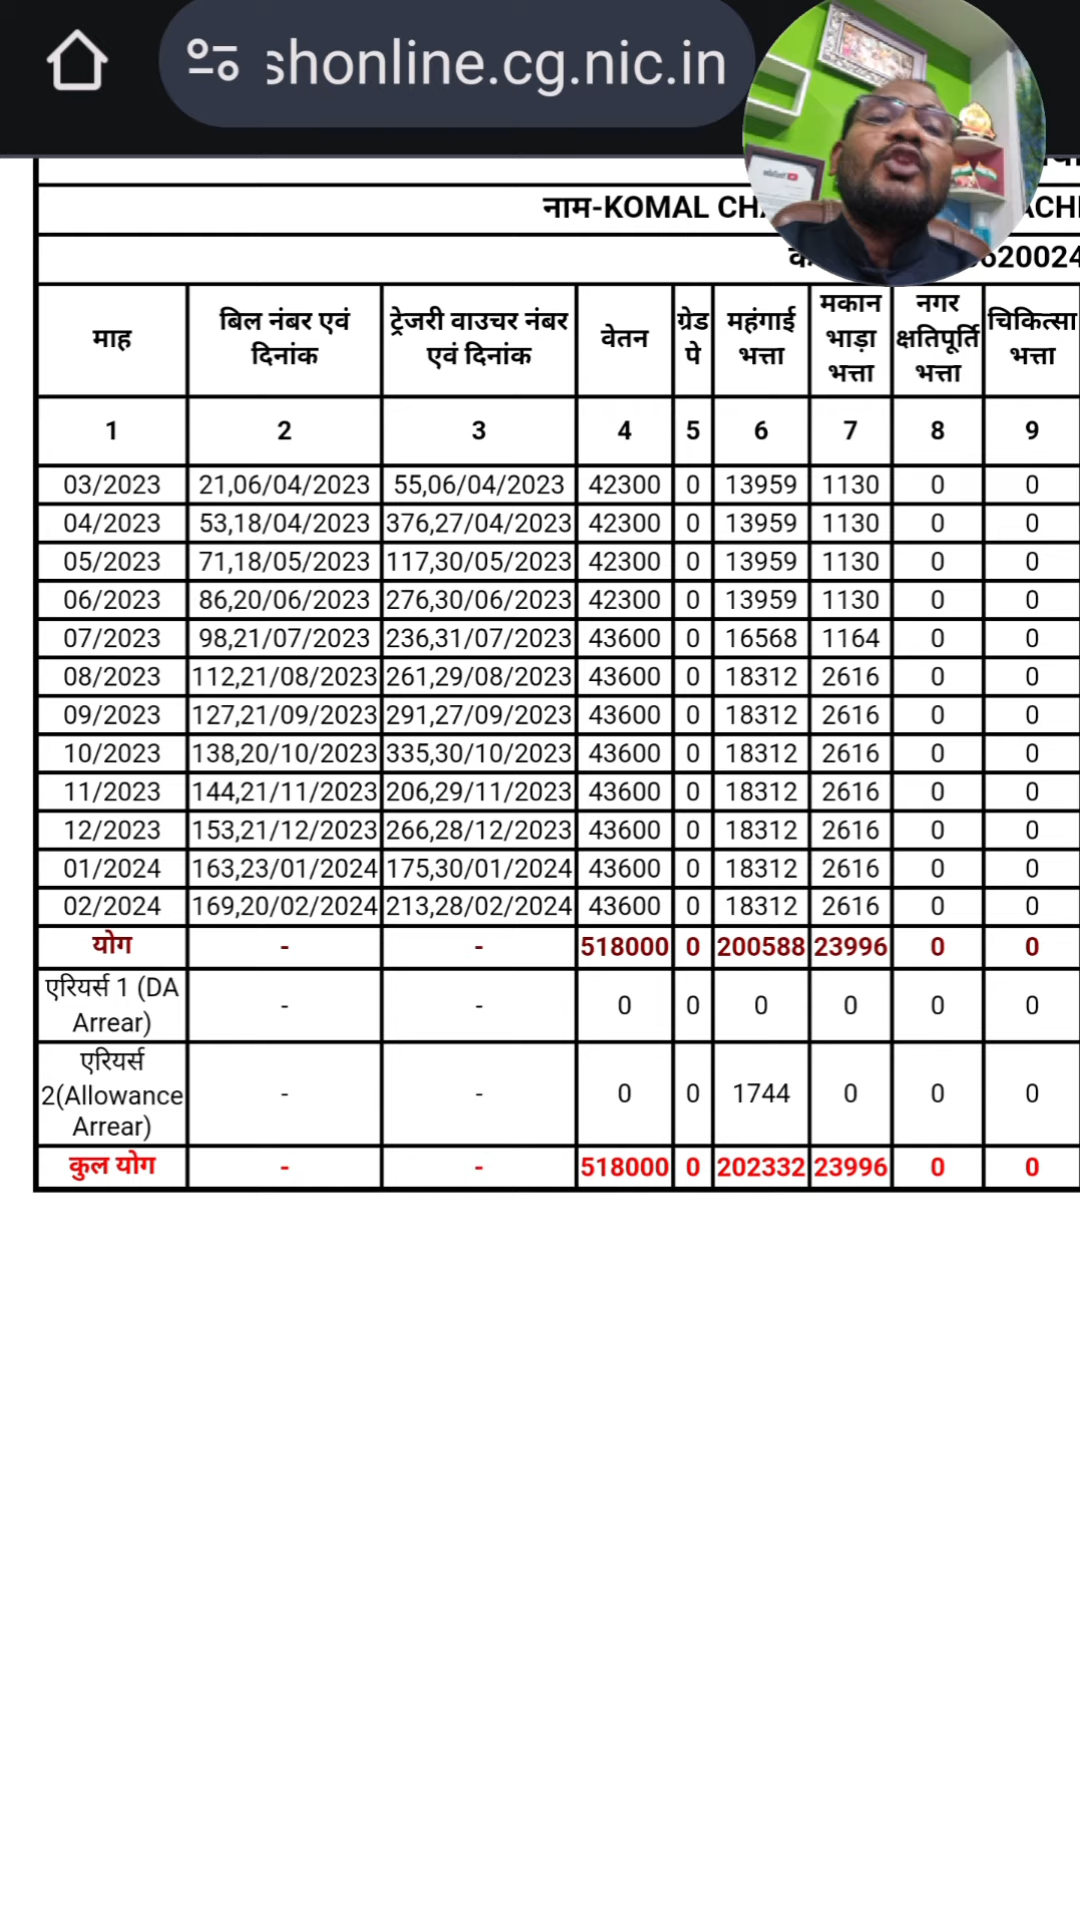 shonline.cg.nic.in
नाम-KOMAL
620024
माह बिल नंबर एवं दिनांक ट्रेजरी वाउचर नंबर एवं दिनांक वेतन ग्रेड पे महंगाई भत्ता मकान भाड़ा भत्ता नगर क्षतिपूर्ति भत्ता चिकित्सा भत्ता
1 2 3 4 5 6 7 8 9
03/2023 21,06/04/2023 55,06/04/2023 42300 0 13959 1130 0 0
04/2023 53,18/04/2023 376,27/04/2023 42300 0 13959 1130 0 0
05/2023 71,18/05/2023 117,30/05/2023 42300 0 13959 1130 0 0
06/2023 86,20/06/2023 276,30/06/2023 42300 0 13959 1130 0 0
07/2023 98,21/07/2023 236,31/07/2023 43600 0 16568 1164 0 0
08/2023 112,21/08/2023 261,29/08/2023 43600 0 18312 2616 0 0
09/2023 127,21/09/2023 291,27/09/2023 43600 0 18312 2616 0 0
10/2023 138,20/10/2023 335,30/10/2023 43600 0 18312 2616 0 0
11/2023 144,21/11/2023 206,29/11/2023 43600 0 18312 2616 0 0
12/2023 153,21/12/2023 266,28/12/2023 43600 0 18312 2616 0 0
01/2024 163,23/01/2024 175,30/01/2024 43600 0 18312 2616 0 0
02/2024 169,20/02/2024 213,28/02/2024 43600 0 18312 2616 0 0
योग - - 518000 0 200588 23996 0 0
एरियर्स 1 (DA Arrear) - - 0 0 0 0 0 0
एरियर्स 2(Allowance Arrear) - - 0 0 1744 0 0 0
कुल योग - - 518000 0 202332 23996 0 0